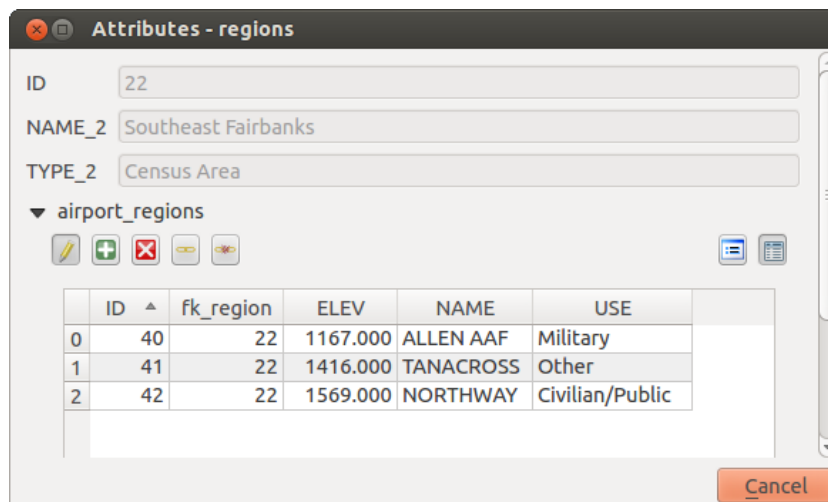 Attributes - regions
ID 22
NAME_2 Southeast Fairbanks
TYPE_2 Census Area
airport_regions
ID fk_region ELEV NAME USE
0 40 22 1167.000 ALLEN AAF Military
1 41 22 1416.000 TANACROSS Other
2 42 22 1569.000 NORTHWAY Civilian/Public
Cancel